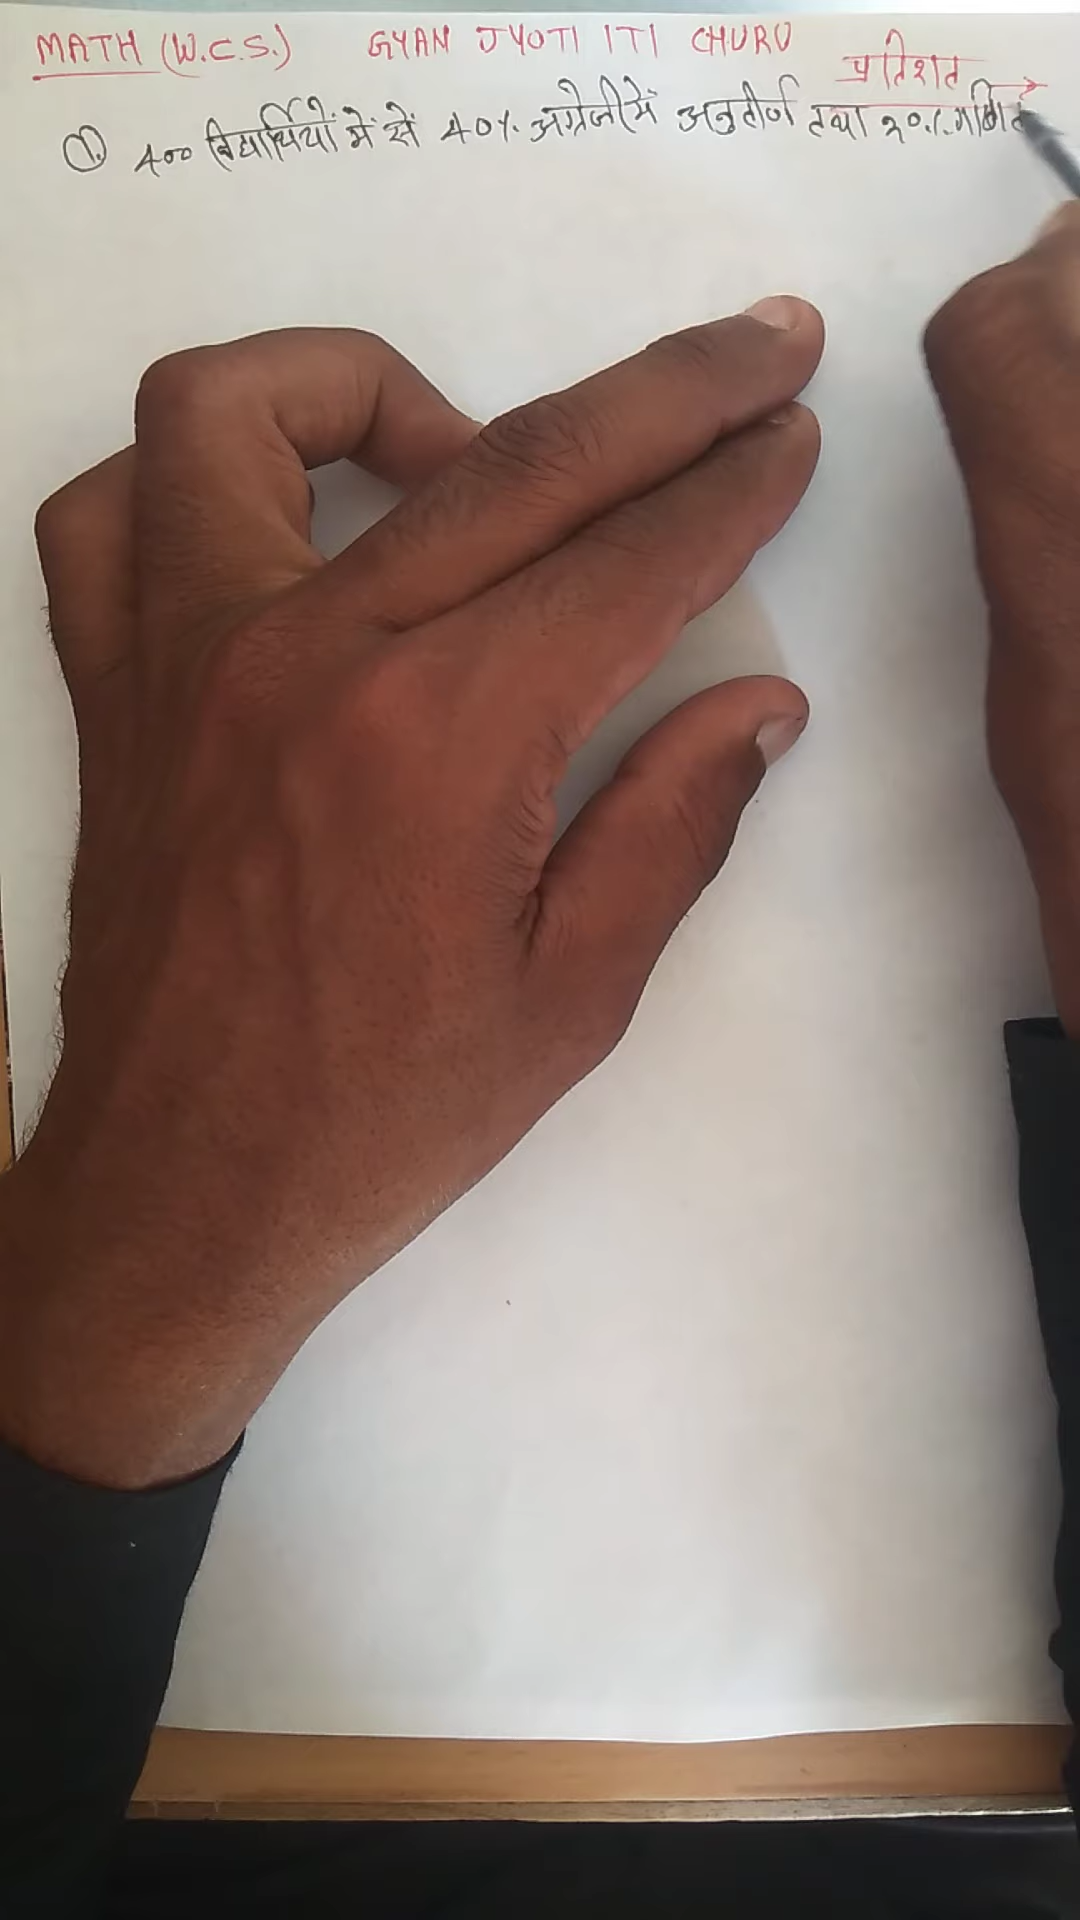 MATH (W.C.S.) GYAN JYOTI ITI CHURU प्रतिशत
1. 400 विद्यार्थियों में से 40% अंग्रेजी में अनुतीर्ण तथा 20% गणित